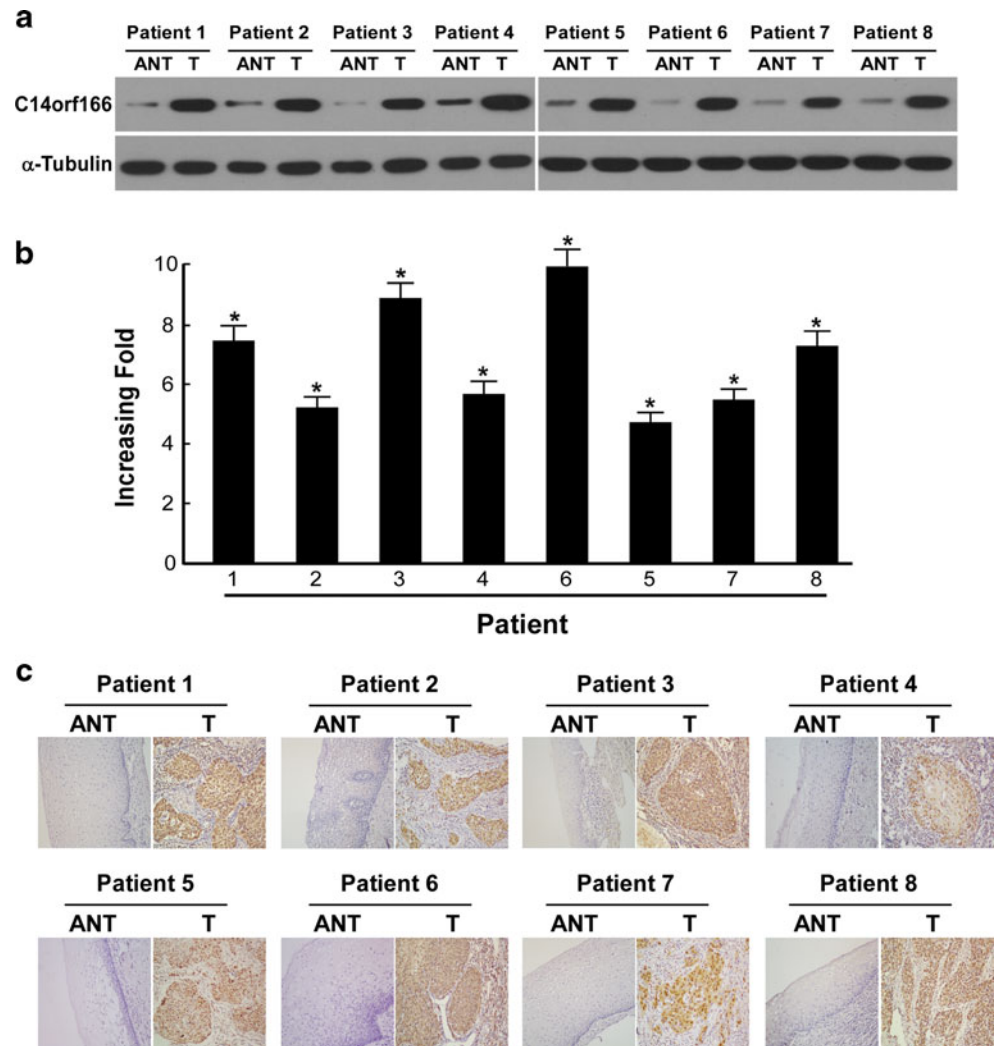 a
Patient 1 Patient 2 Patient 3 Patient 4 Patient 5 Patient 6 Patient 7 Patient 8
ANT T ANT T ANT T ANT T ANT T ANT T ANT T ANT T
C14orf166
α-Tubulin
b
Increasing Fold
10
8
6
4
2
0
* * * * * * * *
1 2 3 4 6 5 7 8
Patient
c
Patient 1 Patient 2 Patient 3 Patient 4
ANT T ANT T ANT T ANT T
Patient 5 Patient 6 Patient 7 Patient 8
ANT T ANT T ANT T ANT T